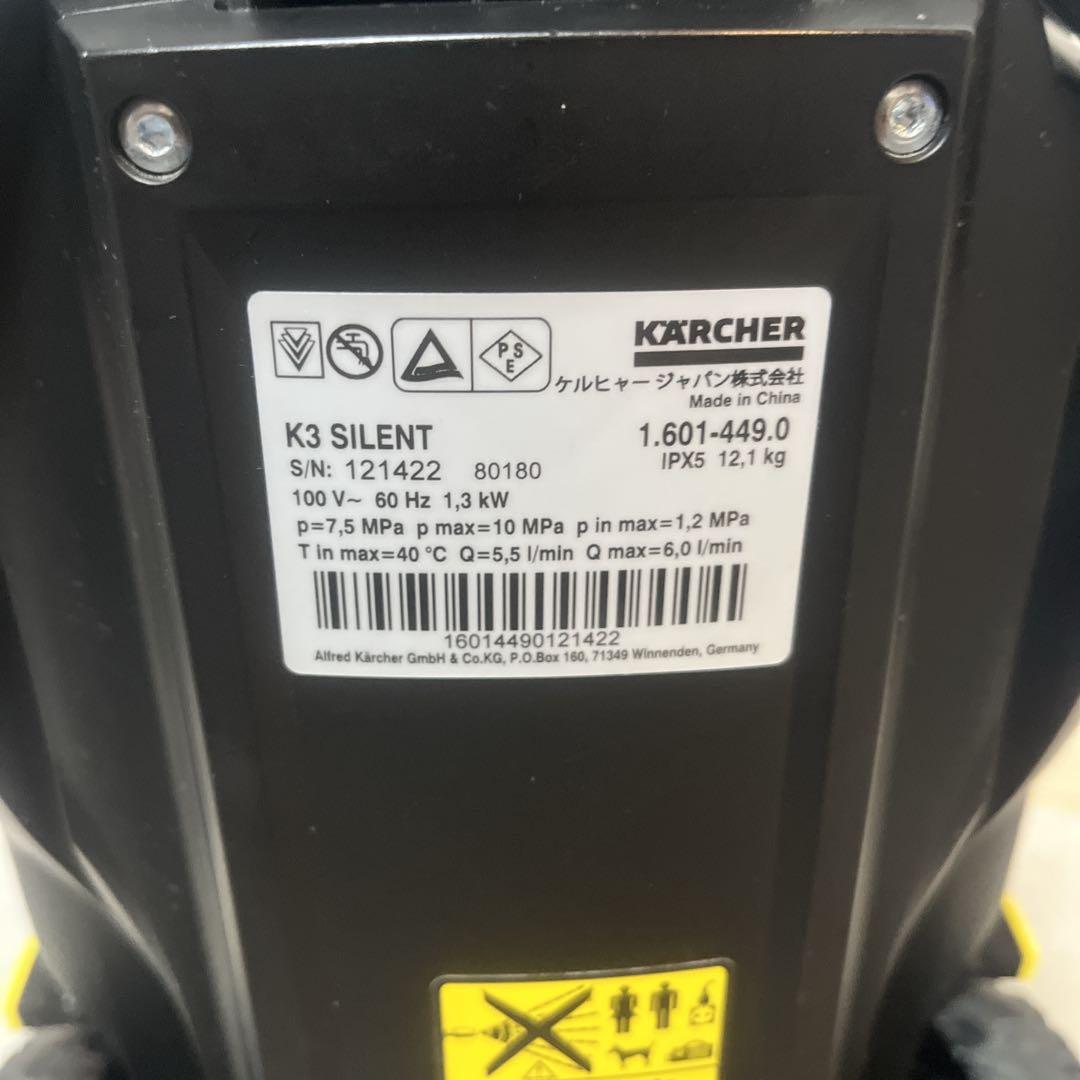 PSE
KÄRCHER
ケルヒャー ジャパン株式会社
Made in China
K3 SILENT 1.601-449.0
S/N: 121422 80180 IPX5 12,1 kg
100 V~ 60 Hz 1,3 kW
p=7,5 MPa p max=10 MPa p in max=1,2 MPa
T in max=40 °C Q=5,5 l/min Q max=6,0 l/min
16014490121422
Alfred Kärcher GmbH & Co.KG, P.O.Box 160, 71349 Winnenden, Germany